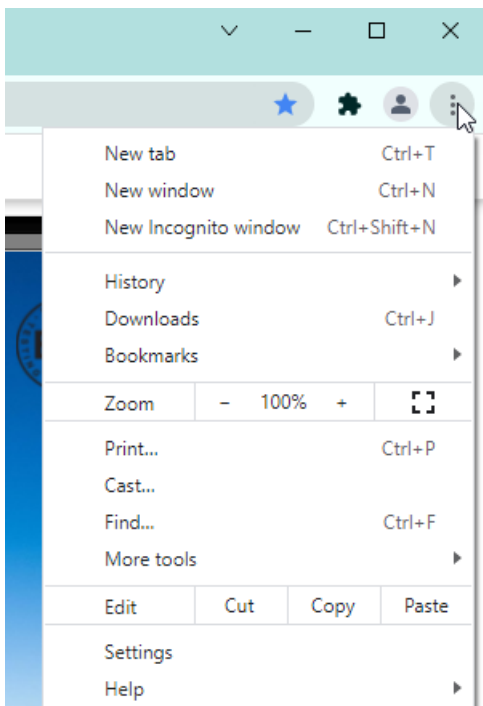 New tab Ctrl+T
New window Ctrl+N
New Incognito window Ctrl+Shift+N
History
Downloads Ctrl+J
Bookmarks
Zoom − 100% +
Print... Ctrl+P
Cast...
Find... Ctrl+F
More tools
Edit Cut Copy Paste
Settings
Help